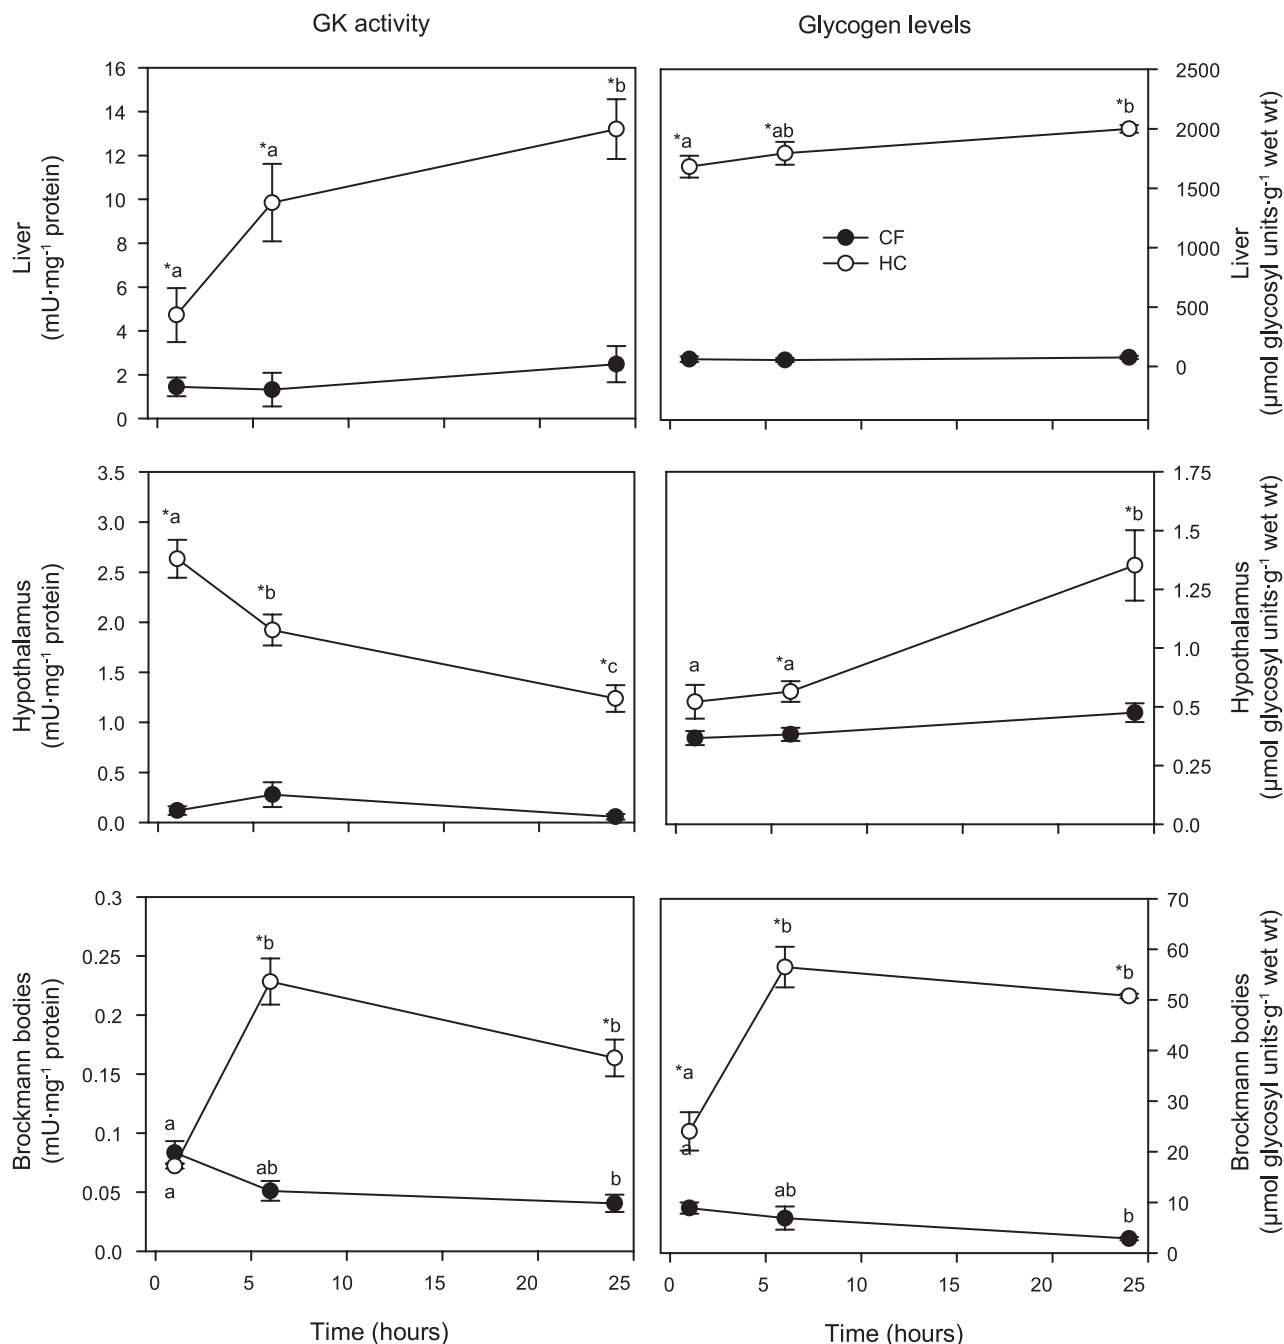 GK activity
Glycogen levels
16
14
12
10
8
6
4
2
0
Liver
(mU·mg⁻¹ protein)
*a
*a
*b
2500
2000
1500
1000
500
0
Liver
(µmol glycosyl units·g⁻¹ wet wt)
*a
*ab
*b
CF
HC
3.5
3.0
2.5
2.0
1.5
1.0
0.5
0.0
Hypothalamus
(mU·mg⁻¹ protein)
*a
*b
*c
1.75
1.5
1.25
1.0
0.5
0.25
0.0
Hypothalamus
(µmol glycosyl units·g⁻¹ wet wt)
a
*a
*b
0.3
0.25
0.2
0.15
0.1
0.05
0.0
Brockmann bodies
(mU·mg⁻¹ protein)
*b
*b
a
a
ab
b
0
5
10
15
20
25
Time (hours)
70
60
50
40
30
20
10
0
Brockmann bodies
(µmol glycosyl units·g⁻¹ wet wt)
*b
*b
*a
a
ab
b
0
5
10
15
20
25
Time (hours)